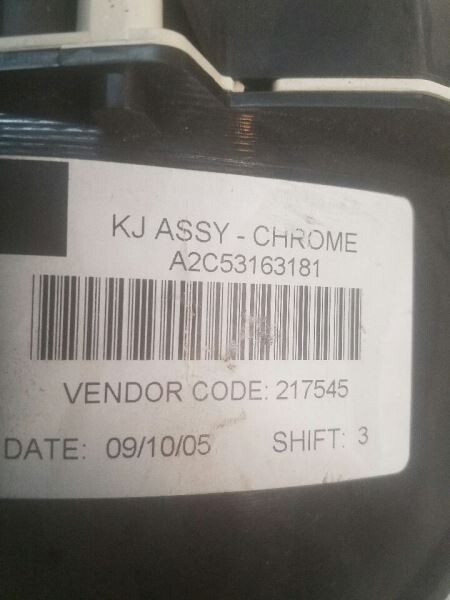 KJ ASSY - CHROME
A2C53163181
VENDOR CODE: 217545
DATE: 09/10/05 SHIFT: 3